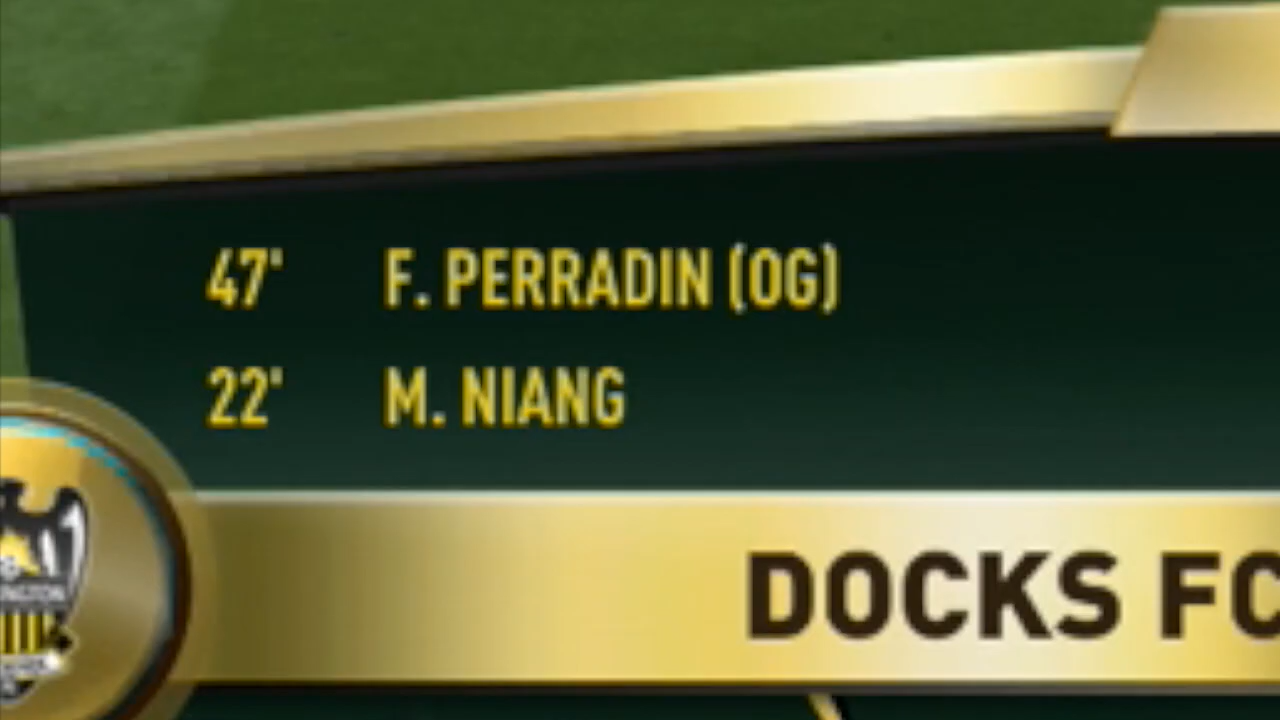 47' F. PERRADIN (OG)
22' M. NIANG
DOCKS FC